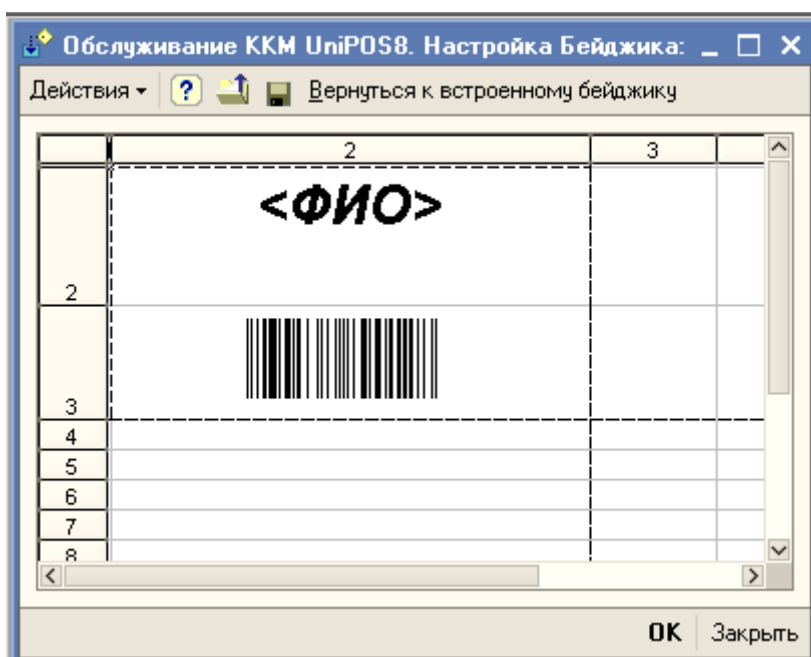 Обслуживание ККМ UniPOS8. Настройка Бейджика:
Действия ? Вернуться к встроенному бейджику
2 3
<ФИО>
2
3
4
5
6
7
8
OK Закрыть